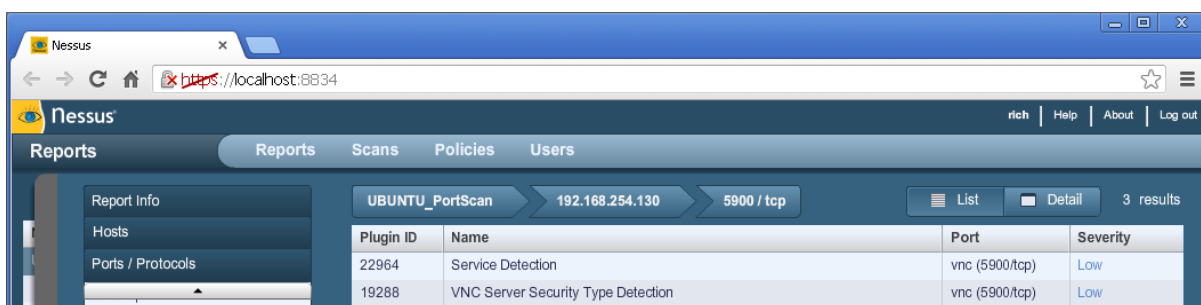 Nessus
https://localhost:8834
Nessus
rich | Help | About | Log out
Reports
Reports Scans Policies Users
Report Info
UBUNTU_PortScan 192.168.254.130 5900 / tcp
List Detail 3 results
Hosts
Plugin ID Name Port Severity
Ports / Protocols
22964 Service Detection vnc (5900/tcp) Low
19288 VNC Server Security Type Detection vnc (5900/tcp) Low